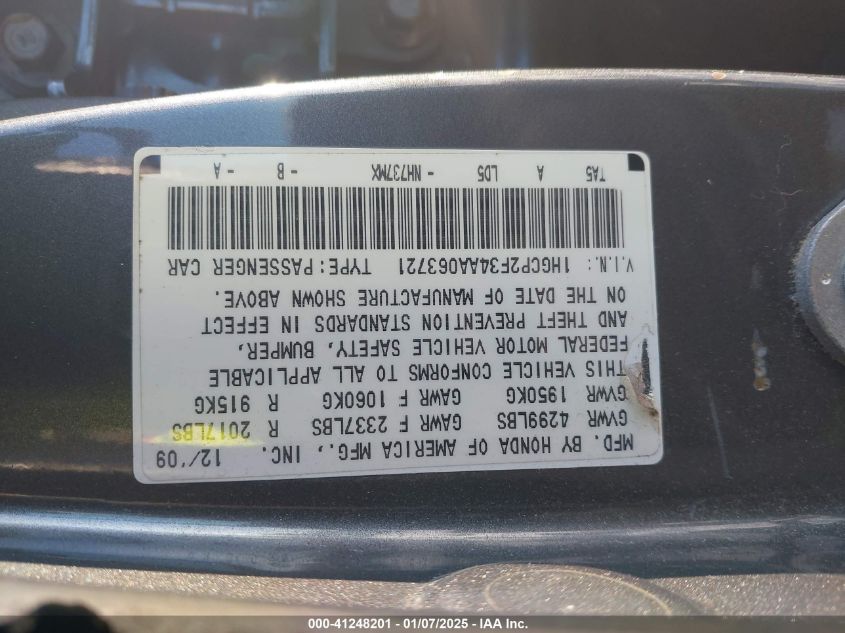 MFD. BY HONDA OF AMERICA MFG., INC. 12/'09
GVWR 4299LBS GAWR F 2337LBS R 2017LBS
GVWR 1950KG GAWR F 1060KG R 915KG
THIS VEHICLE CONFORMS TO ALL APPLICABLE
FEDERAL MOTOR VEHICLE SAFETY, BUMPER,
AND THEFT PREVENTION STANDARDS IN EFFECT
ON THE DATE OF MANUFACTURE SHOWN ABOVE.
V.I.N.: 1HGCP2F34AA063721 TYPE: PASSENGER CAR
TA5 A LD5 - NH737MX - B - A
000-41248201 - 01/07/2025 - IAA Inc.